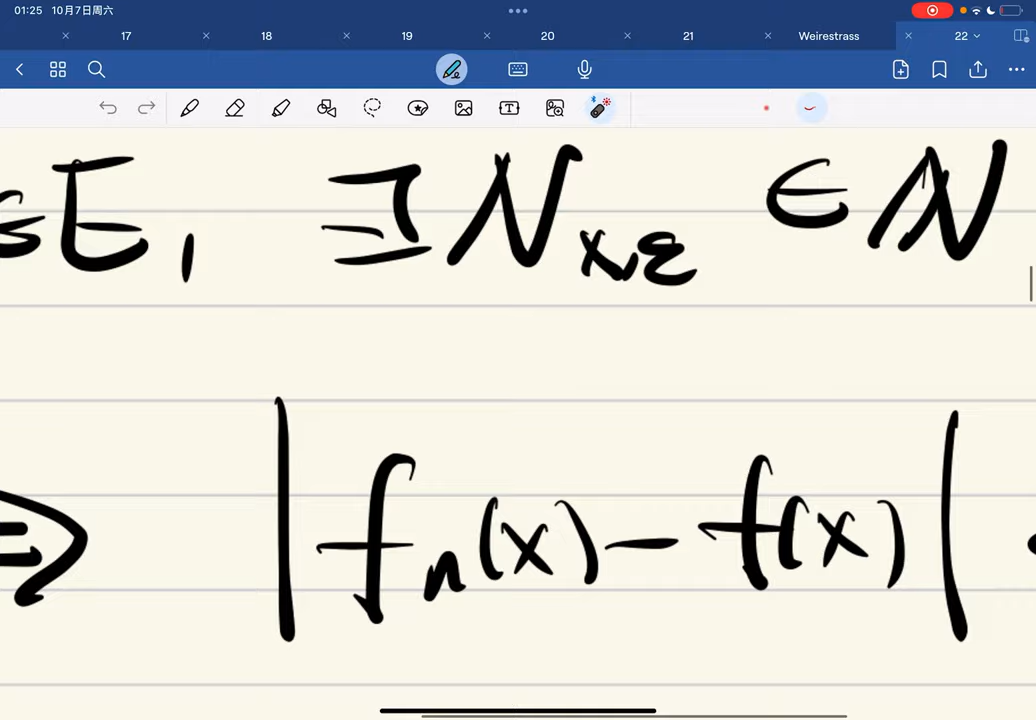 01:25 10月7日周六
17 18 19 20 21 Weirestrass 22
E, ∃ N_{x,ε} ∈ ℕ
⇒ |f_n(x) - f(x)|